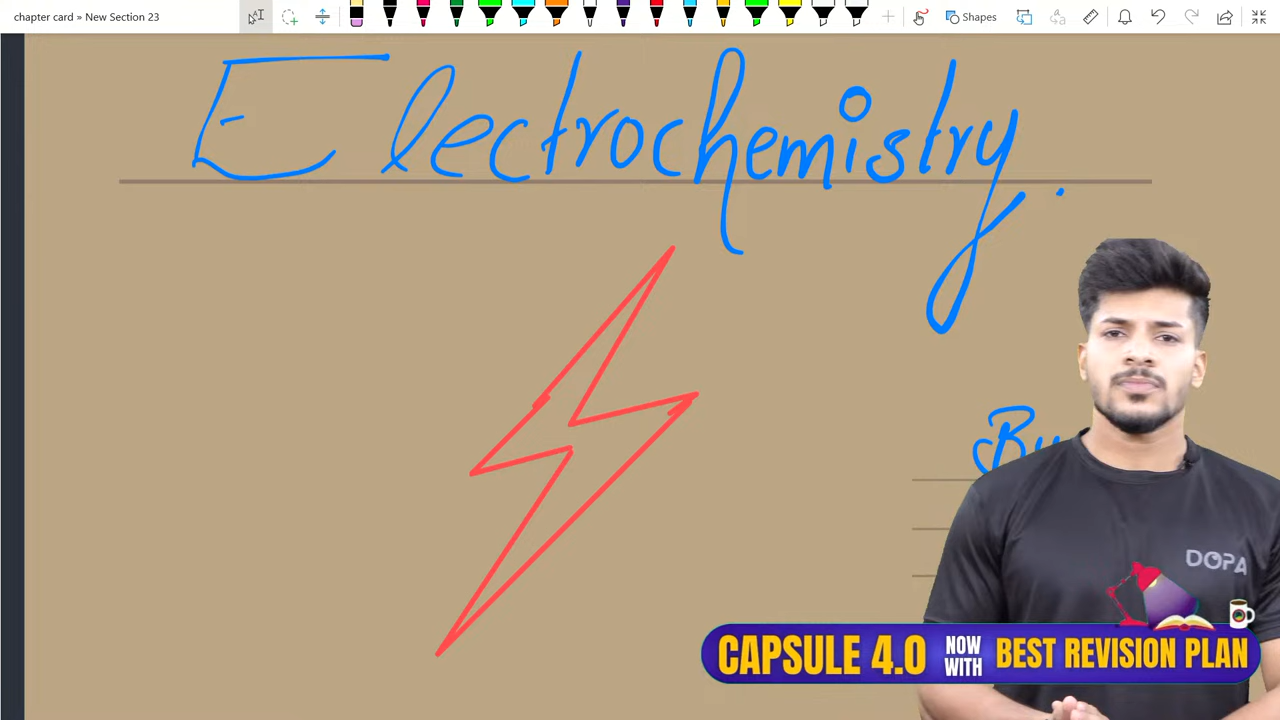 chapter card » New Section 23
Shapes
Electrochemistry.
DOPA
CAPSULE 4.0 NOW WITH BEST REVISION PLAN